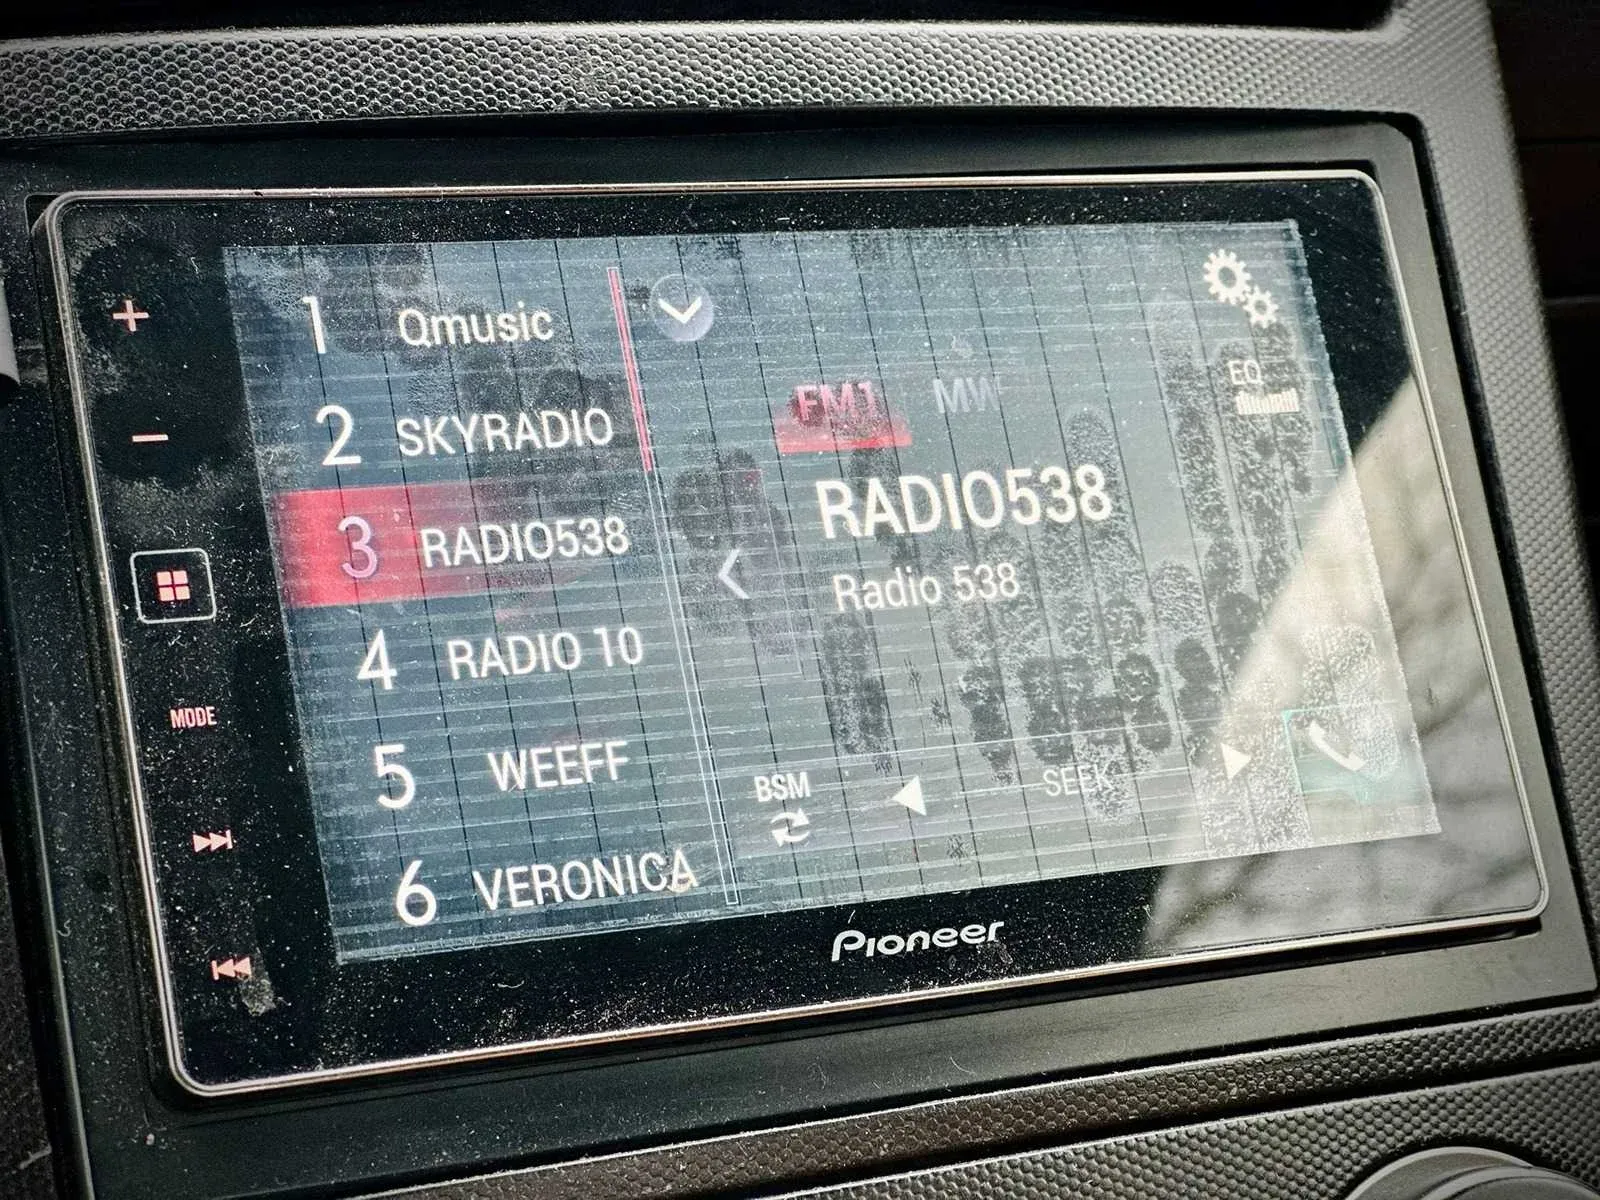 1 Qmusic
2 SKYRADIO
3 RADIO538
4 RADIO 10
5 WEEFF
6 VERONICA
FM1 MW
RADIO538
Radio 538
EQ
BSM
SEEK
MODE
Pioneer